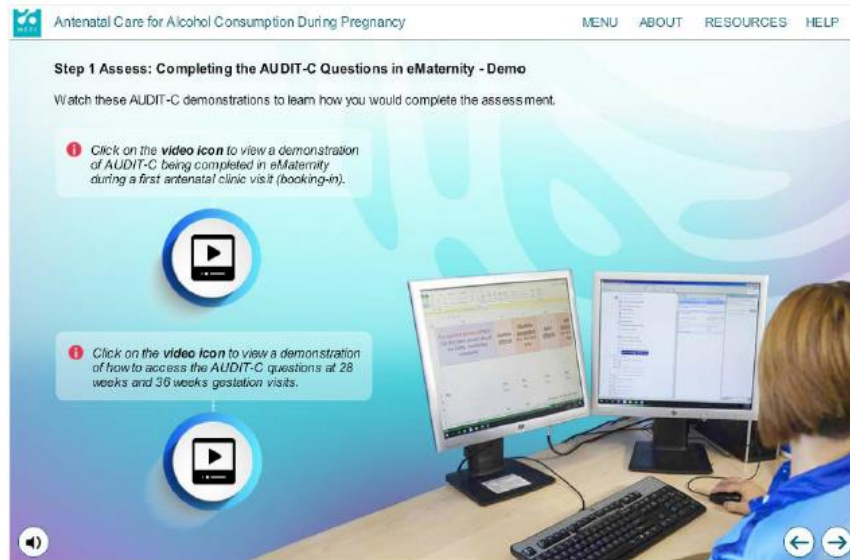 HETI
Antenatal Care for Alcohol Consumption During Pregnancy
MENU ABOUT RESOURCES HELP
Step 1 Assess: Completing the AUDIT-C Questions in eMaternity - Demo
Watch these AUDIT-C demonstrations to learn how you would complete the assessment.
Click on the video icon to view a demonstration
of AUDIT-C being completed in eMaternity
during a first antenatal clinic visit (booking-in).
Click on the video icon to view a demonstration
of how to access the AUDIT-C questions at 28
weeks and 36 weeks gestation visits.